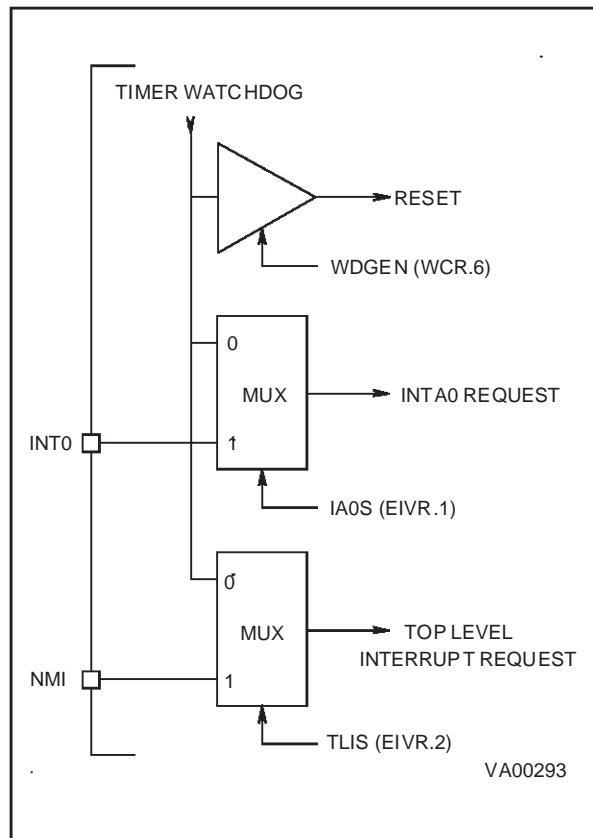 TIMER WATCHDOG
RESET
WDGEN (WCR.6)
0
MUX
INTA0 REQUEST
INT0
1
IA0S (EIVR.1)
0
MUX
TOP LEVEL
INTERRUPT REQUEST
NMI
1
TLIS (EIVR.2)
VA00293